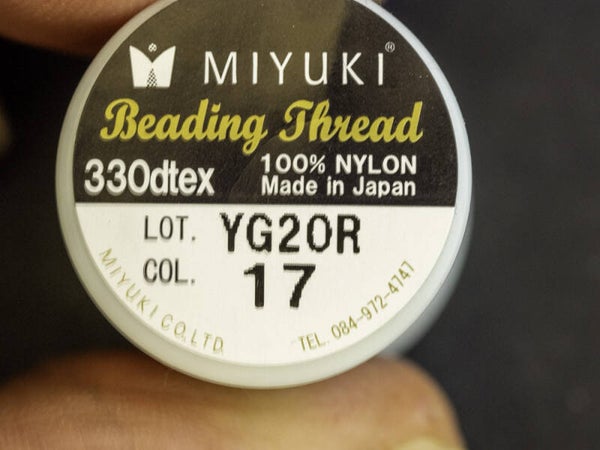 MIYUKI®
Beading Thread
330dtex
100% NYLON
Made in Japan
LOT. YG20R
COL. 17
MIYUKI CO.,LTD.
TEL. 084-972-4747